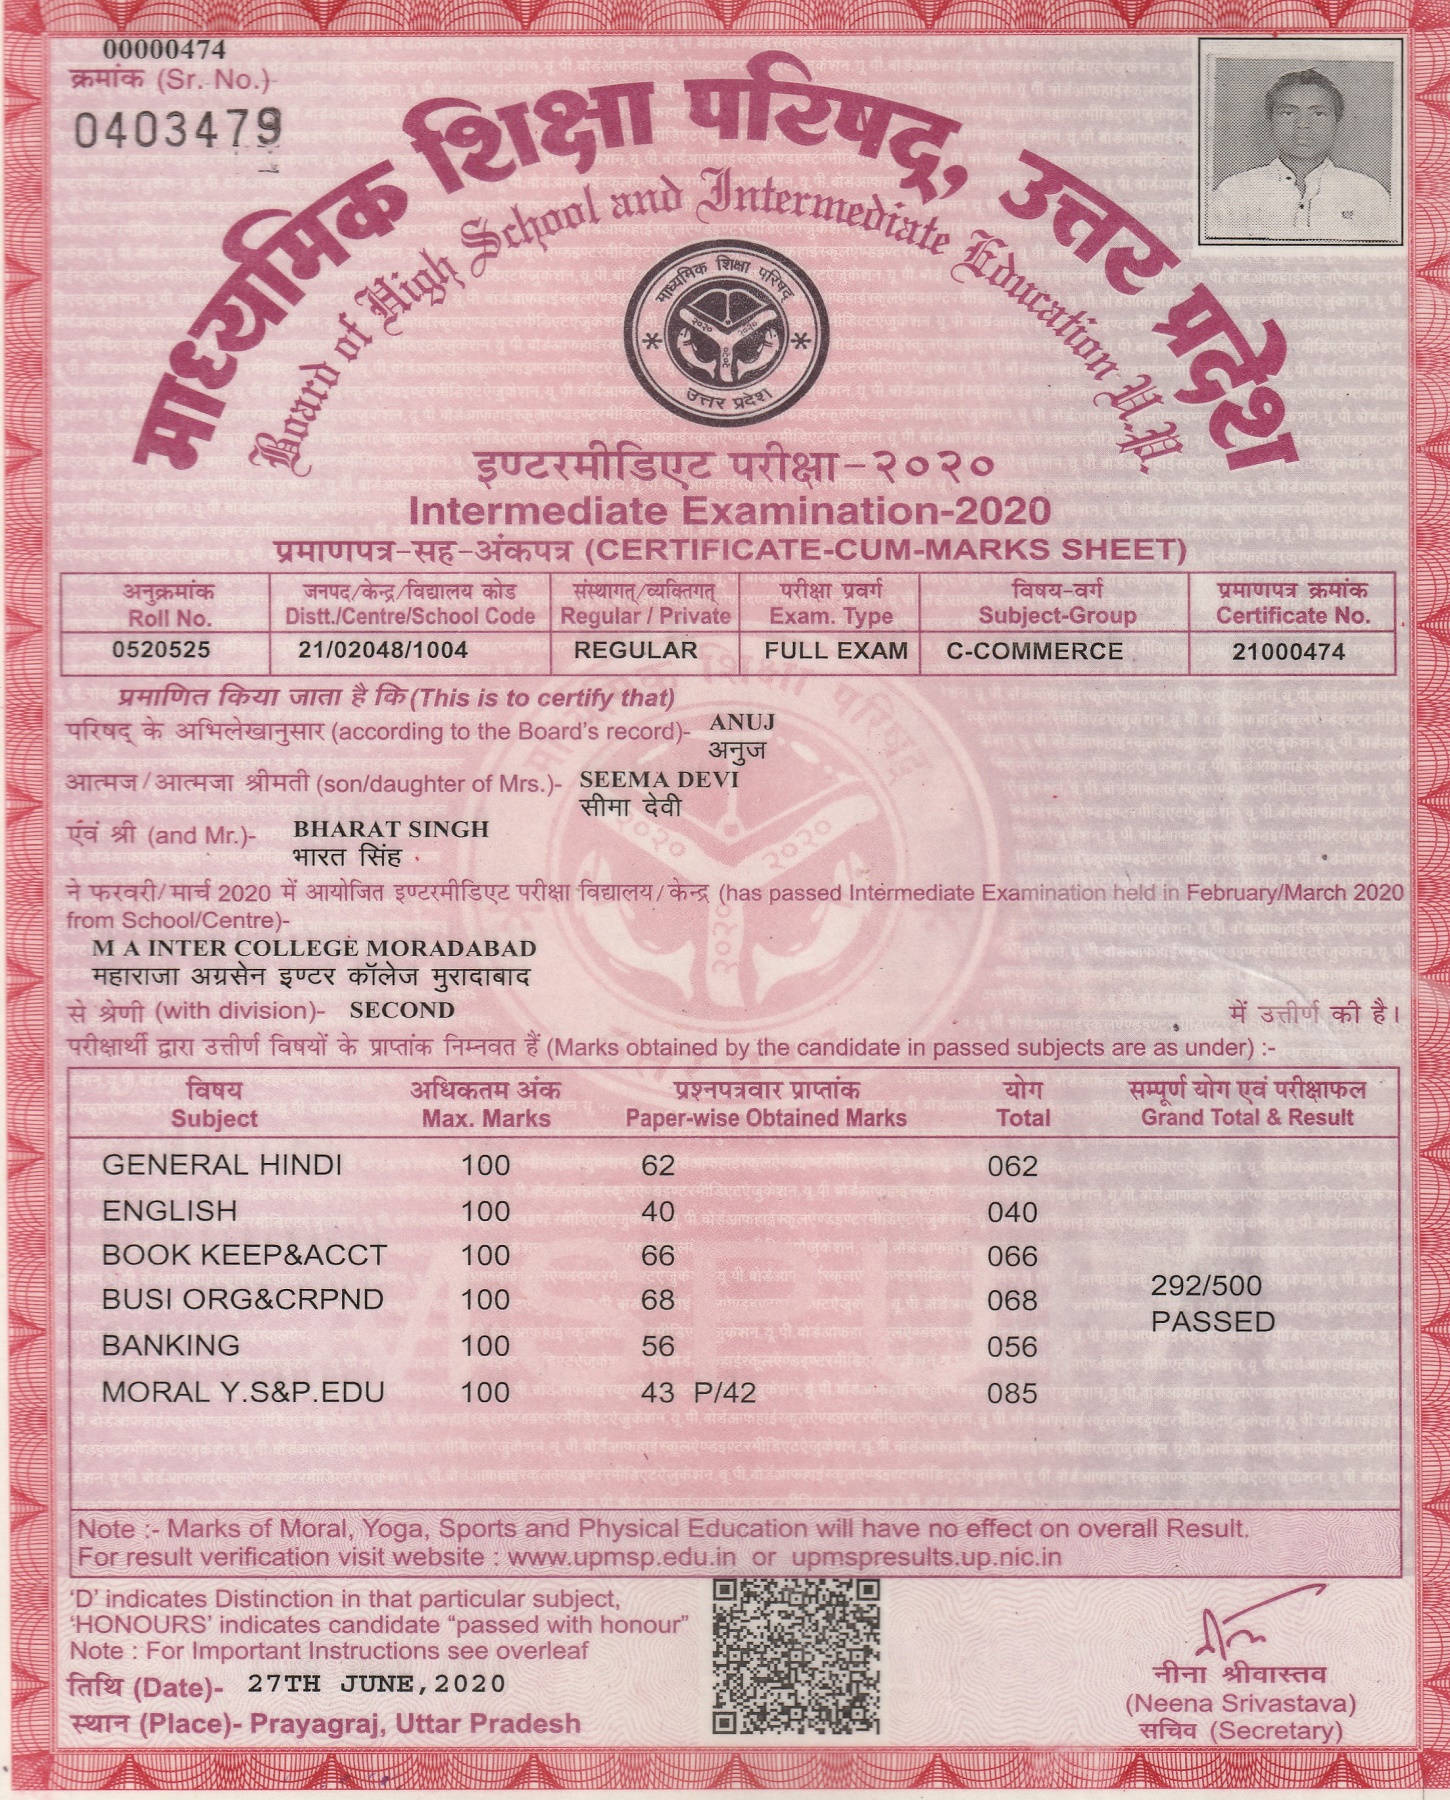 00000474
क्रमांक (Sr. No.)
0403479
माध्यमिक शिक्षा परिषद्, उत्तर प्रदेश
Board of High School and Intermediate Education U.P.
माध्यमिक शिक्षा परिषद्
२०२० २०२०
२०२०
उत्तर प्रदेश
इण्टरमीडिएट परीक्षा-२०२०
Intermediate Examination-2020
प्रमाणपत्र-सह-अंकपत्र (CERTIFICATE-CUM-MARKS SHEET)
अनुक्रमांक जनपद/केन्द्र/विद्यालय कोड संस्थागत्/व्यक्तिगत् परीक्षा प्रवर्ग विषय-वर्ग प्रमाणपत्र क्रमांक
Roll No. Distt./Centre/School Code Regular / Private Exam. Type Subject-Group Certificate No.
0520525 21/02048/1004 REGULAR FULL EXAM C-COMMERCE 21000474
प्रमाणित किया जाता है कि (This is to certify that)
परिषद् के अभिलेखानुसार (according to the Board's record)- ANUJ
अनुज
आत्मज/आत्मजा श्रीमती (son/daughter of Mrs.)- SEEMA DEVI
सीमा देवी
एंवं श्री (and Mr.)- BHARAT SINGH
भारत सिंह
ने फरवरी/मार्च 2020 में आयोजित इण्टरमीडिएट परीक्षा विद्यालय/केन्द्र (has passed Intermediate Examination held in February/March 2020
from School/Centre)-
M A INTER COLLEGE MORADABAD
महाराजा अग्रसेन इण्टर कॉलेज मुरादाबाद
से श्रेणी (with division)- SECOND में उत्तीर्ण की है।
परीक्षार्थी द्वारा उत्तीर्ण विषयों के प्राप्तांक निम्नवत हैं (Marks obtained by the candidate in passed subjects are as under) :-
विषय अधिकतम अंक प्रश्नपत्रवार प्राप्तांक योग सम्पूर्ण योग एवं परीक्षाफल
Subject Max. Marks Paper-wise Obtained Marks Total Grand Total & Result
GENERAL HINDI 100 62 062
ENGLISH 100 40 040
BOOK KEEP&ACCT 100 66 066
292/500
BUSI ORG&CRPND 100 68 068
PASSED
BANKING 100 56 056
MORAL Y.S&P.EDU 100 43 P/42 085
Note :- Marks of Moral, Yoga, Sports and Physical Education will have no effect on overall Result.
For result verification visit website : www.upmsp.edu.in or upmspresults.up.nic.in
'D' indicates Distinction in that particular subject,
'HONOURS' indicates candidate "passed with honour"
Note : For Important Instructions see overleaf
तिथि (Date)- 27TH JUNE,2020
स्थान (Place)- Prayagraj, Uttar Pradesh
नीना श्रीवास्तव
(Neena Srivastava)
सचिव (Secretary)